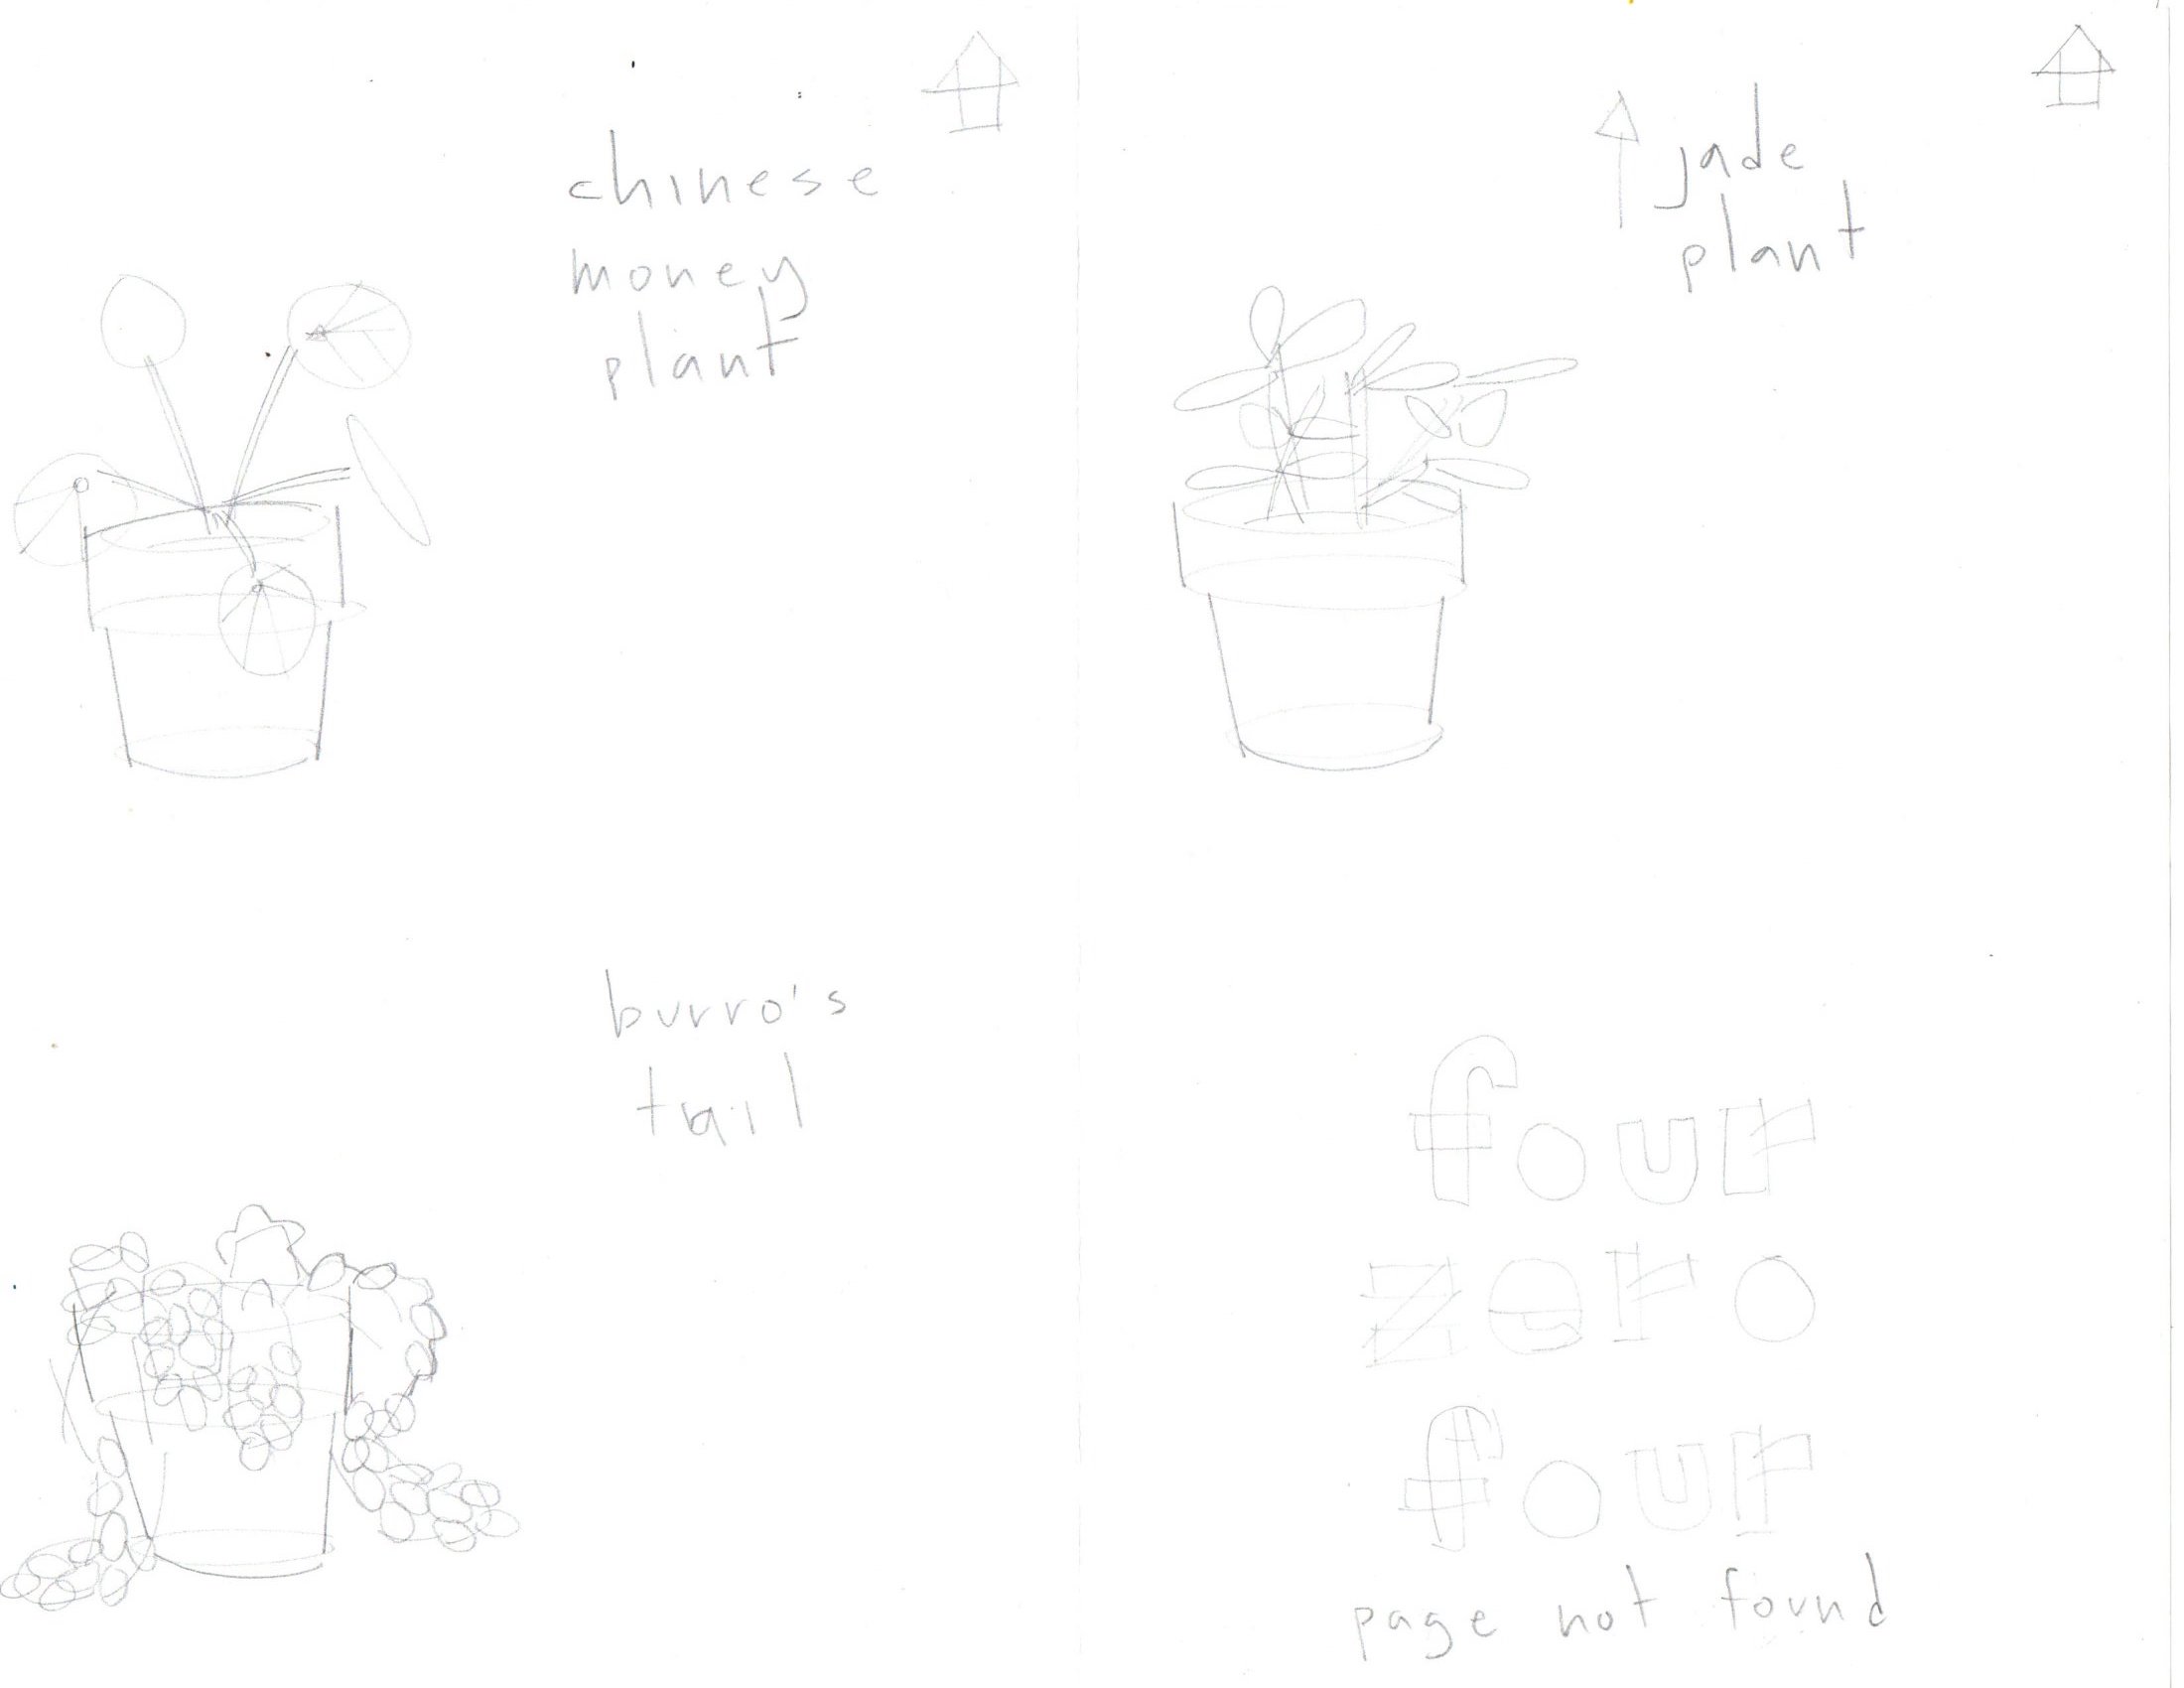 chinese
money
plant
jade
plant
burro's
tail
four
zero
four
page not found